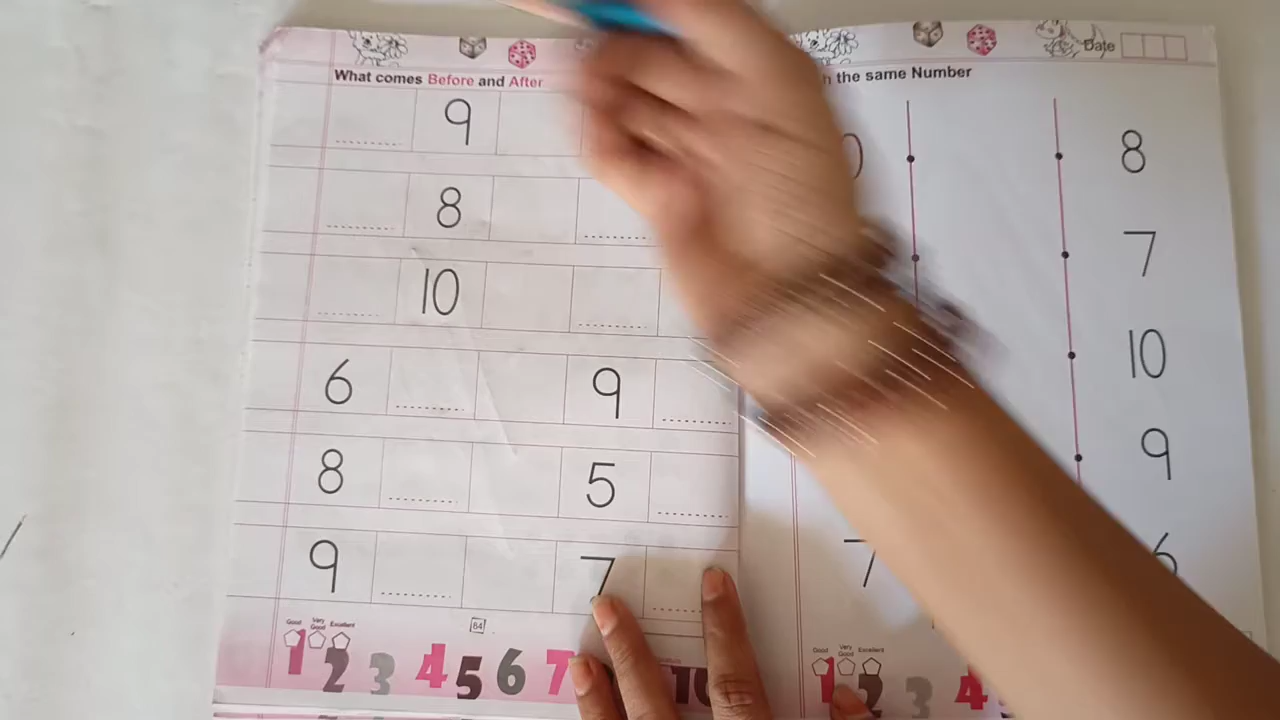 What comes Before and After
9
8
10
6 9
8 5
9 7
Good Very Good Excellent
64
1 2 3 4 5 6 7 10
Date
the same Number
8
7
10
9
7 6
Good Very Good Excellent
1 2 3 4